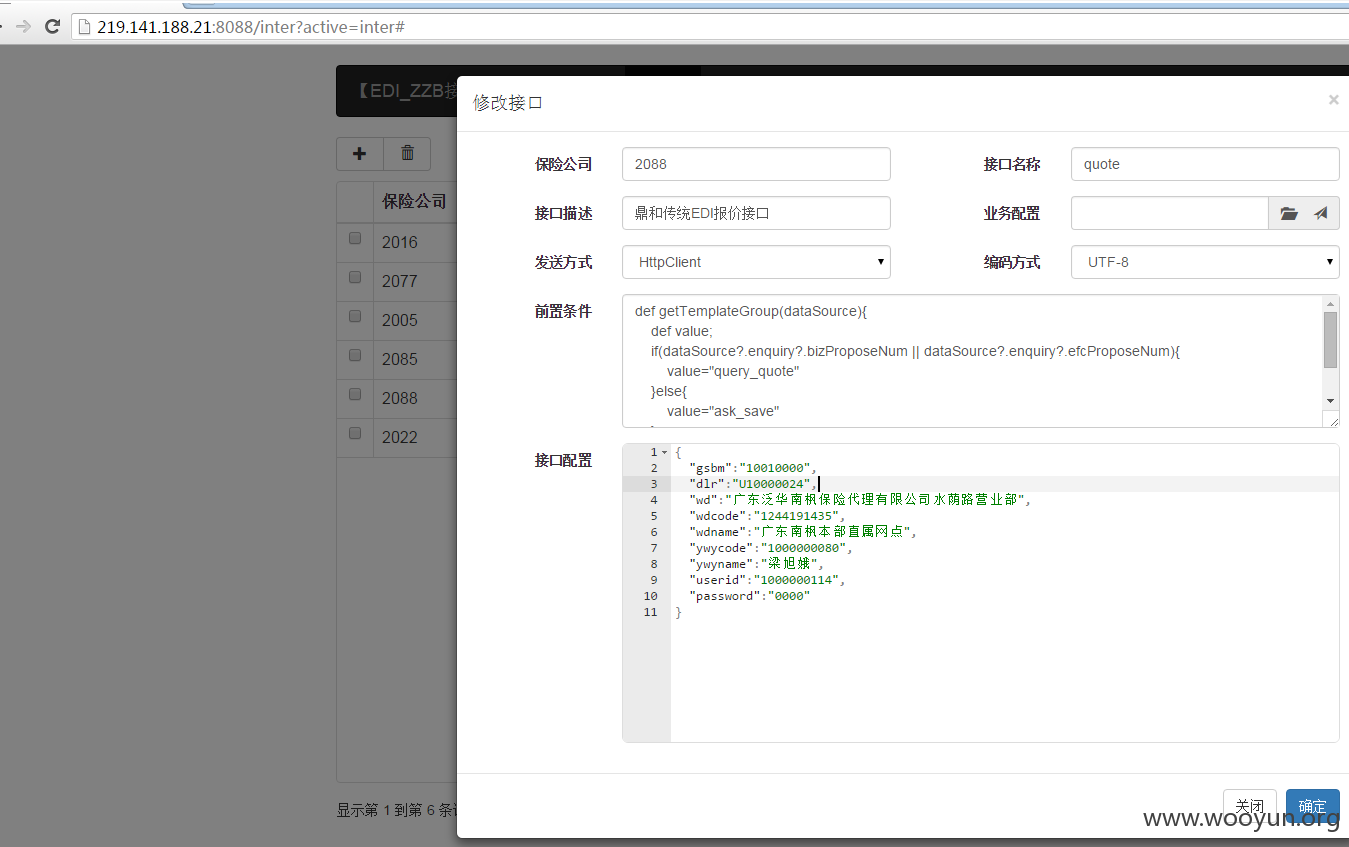 219.141.188.21:8088/inter?active=inter#
【EDI_ZZB接
修改接口
×
保险公司
2016
2077
2005
2085
2088
2022
显示第 1 到第 6 条
保险公司 2088 接口名称 quote
接口描述 鼎和传统EDI报价接口 业务配置
发送方式 HttpClient 编码方式 UTF-8
前置条件
def getTemplateGroup(dataSource){
def value;
if(dataSource?.enquiry?.bizProposeNum || dataSource?.enquiry?.efcProposeNum){
value="query_quote"
}else{
value="ask_save"
接口配置
1 {
2 "gsbm":"10010000",
3 "dlr":"U10000024",
4 "wd":"广东泛华南枫保险代理有限公司水荫路营业部",
5 "wdcode":"1244191435",
6 "wdname":"广东南枫本部直属网点",
7 "ywycode":"1000000080",
8 "ywyname":"梁旭娥",
9 "userid":"1000000114",
10 "password":"0000"
11 }
关闭 确定
www.wooyun.org